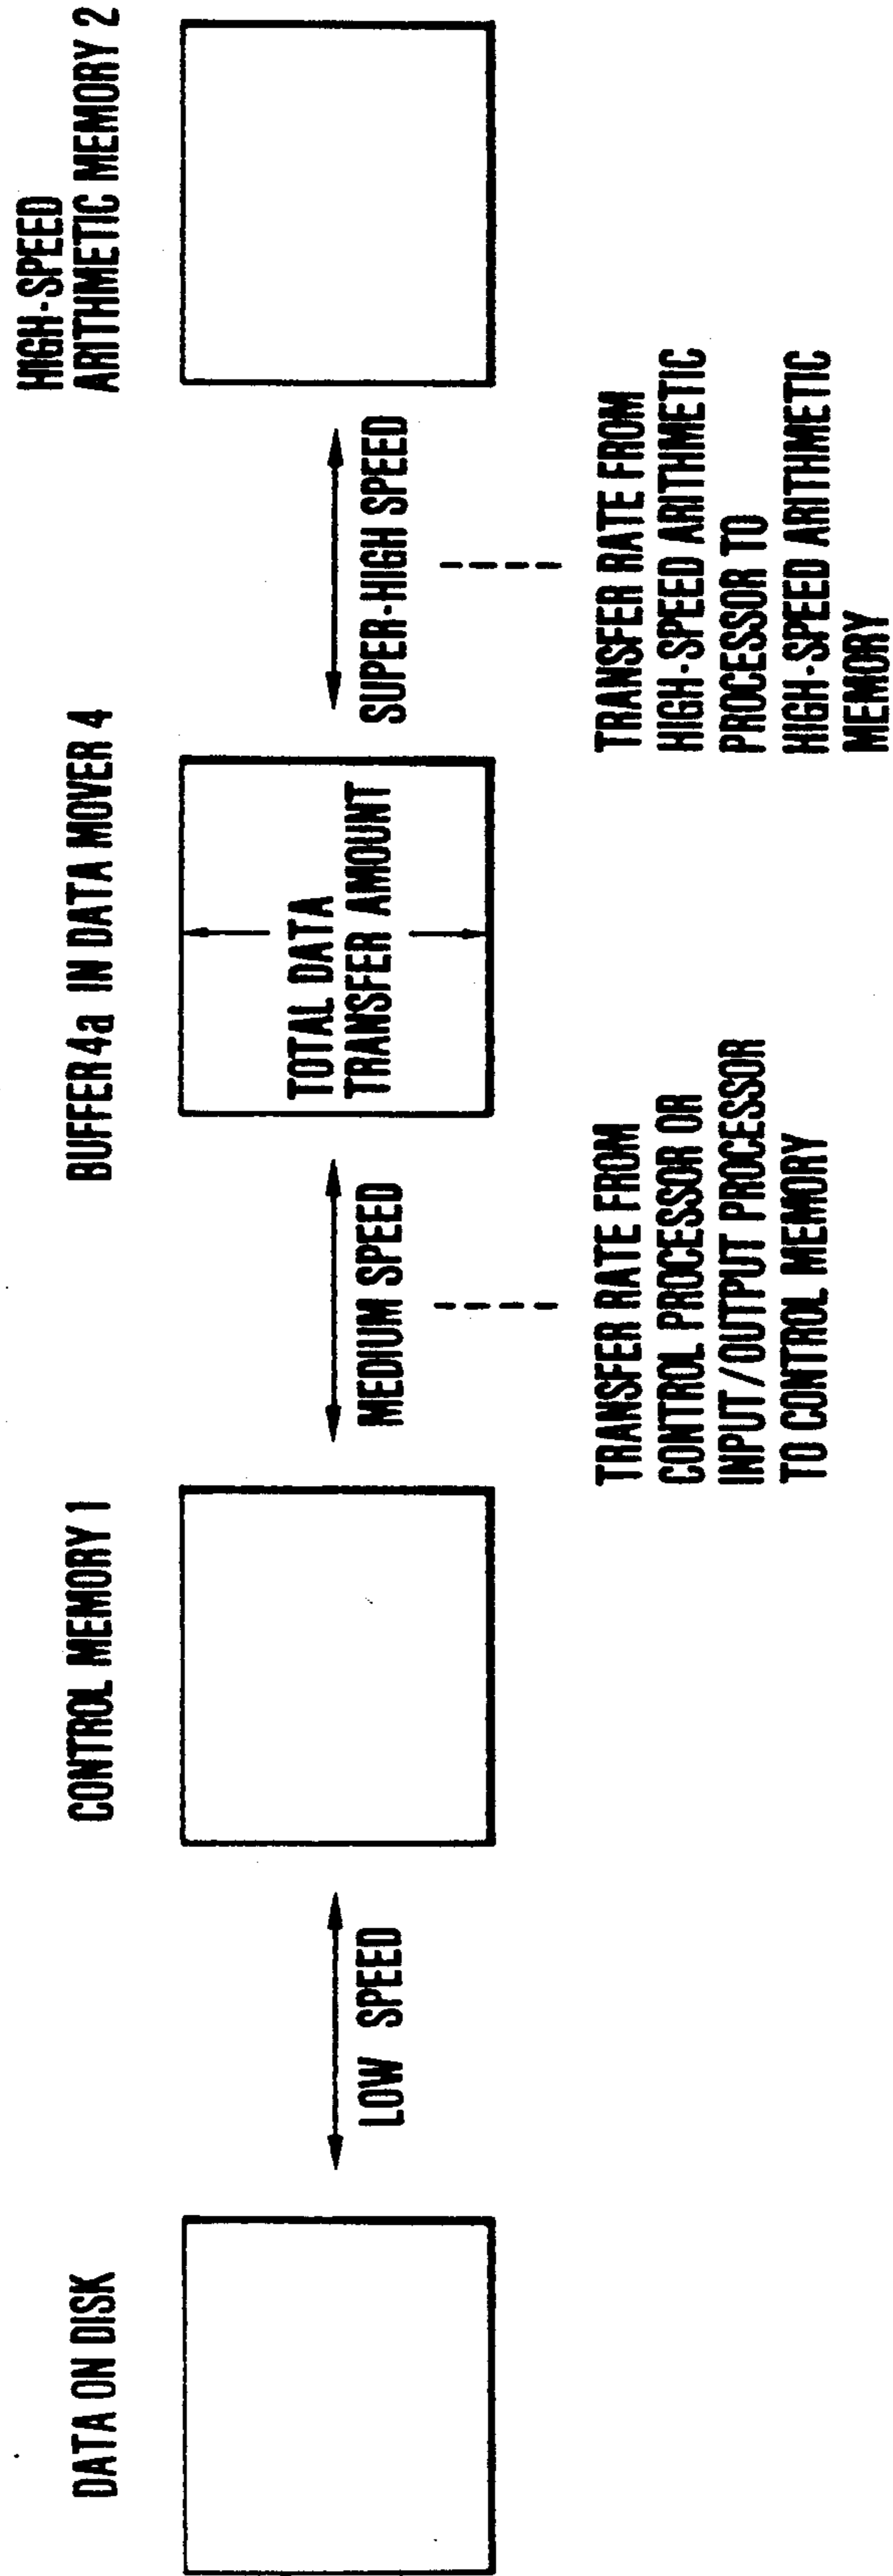 DATA ON DISK
LOW SPEED
CONTROL MEMORY 1
MEDIUM SPEED
TRANSFER RATE FROM
CONTROL PROCESSOR OR
INPUT/OUTPUT PROCESSOR
TO CONTROL MEMORY
BUFFER 4a IN DATA MOVER 4
TOTAL DATA
TRANSFER AMOUNT
SUPER-HIGH SPEED
TRANSFER RATE FROM
HIGH-SPEED ARITHMETIC
PROCESSOR TO
HIGH-SPEED ARITHMETIC
MEMORY
HIGH-SPEED
ARITHMETIC MEMORY 2